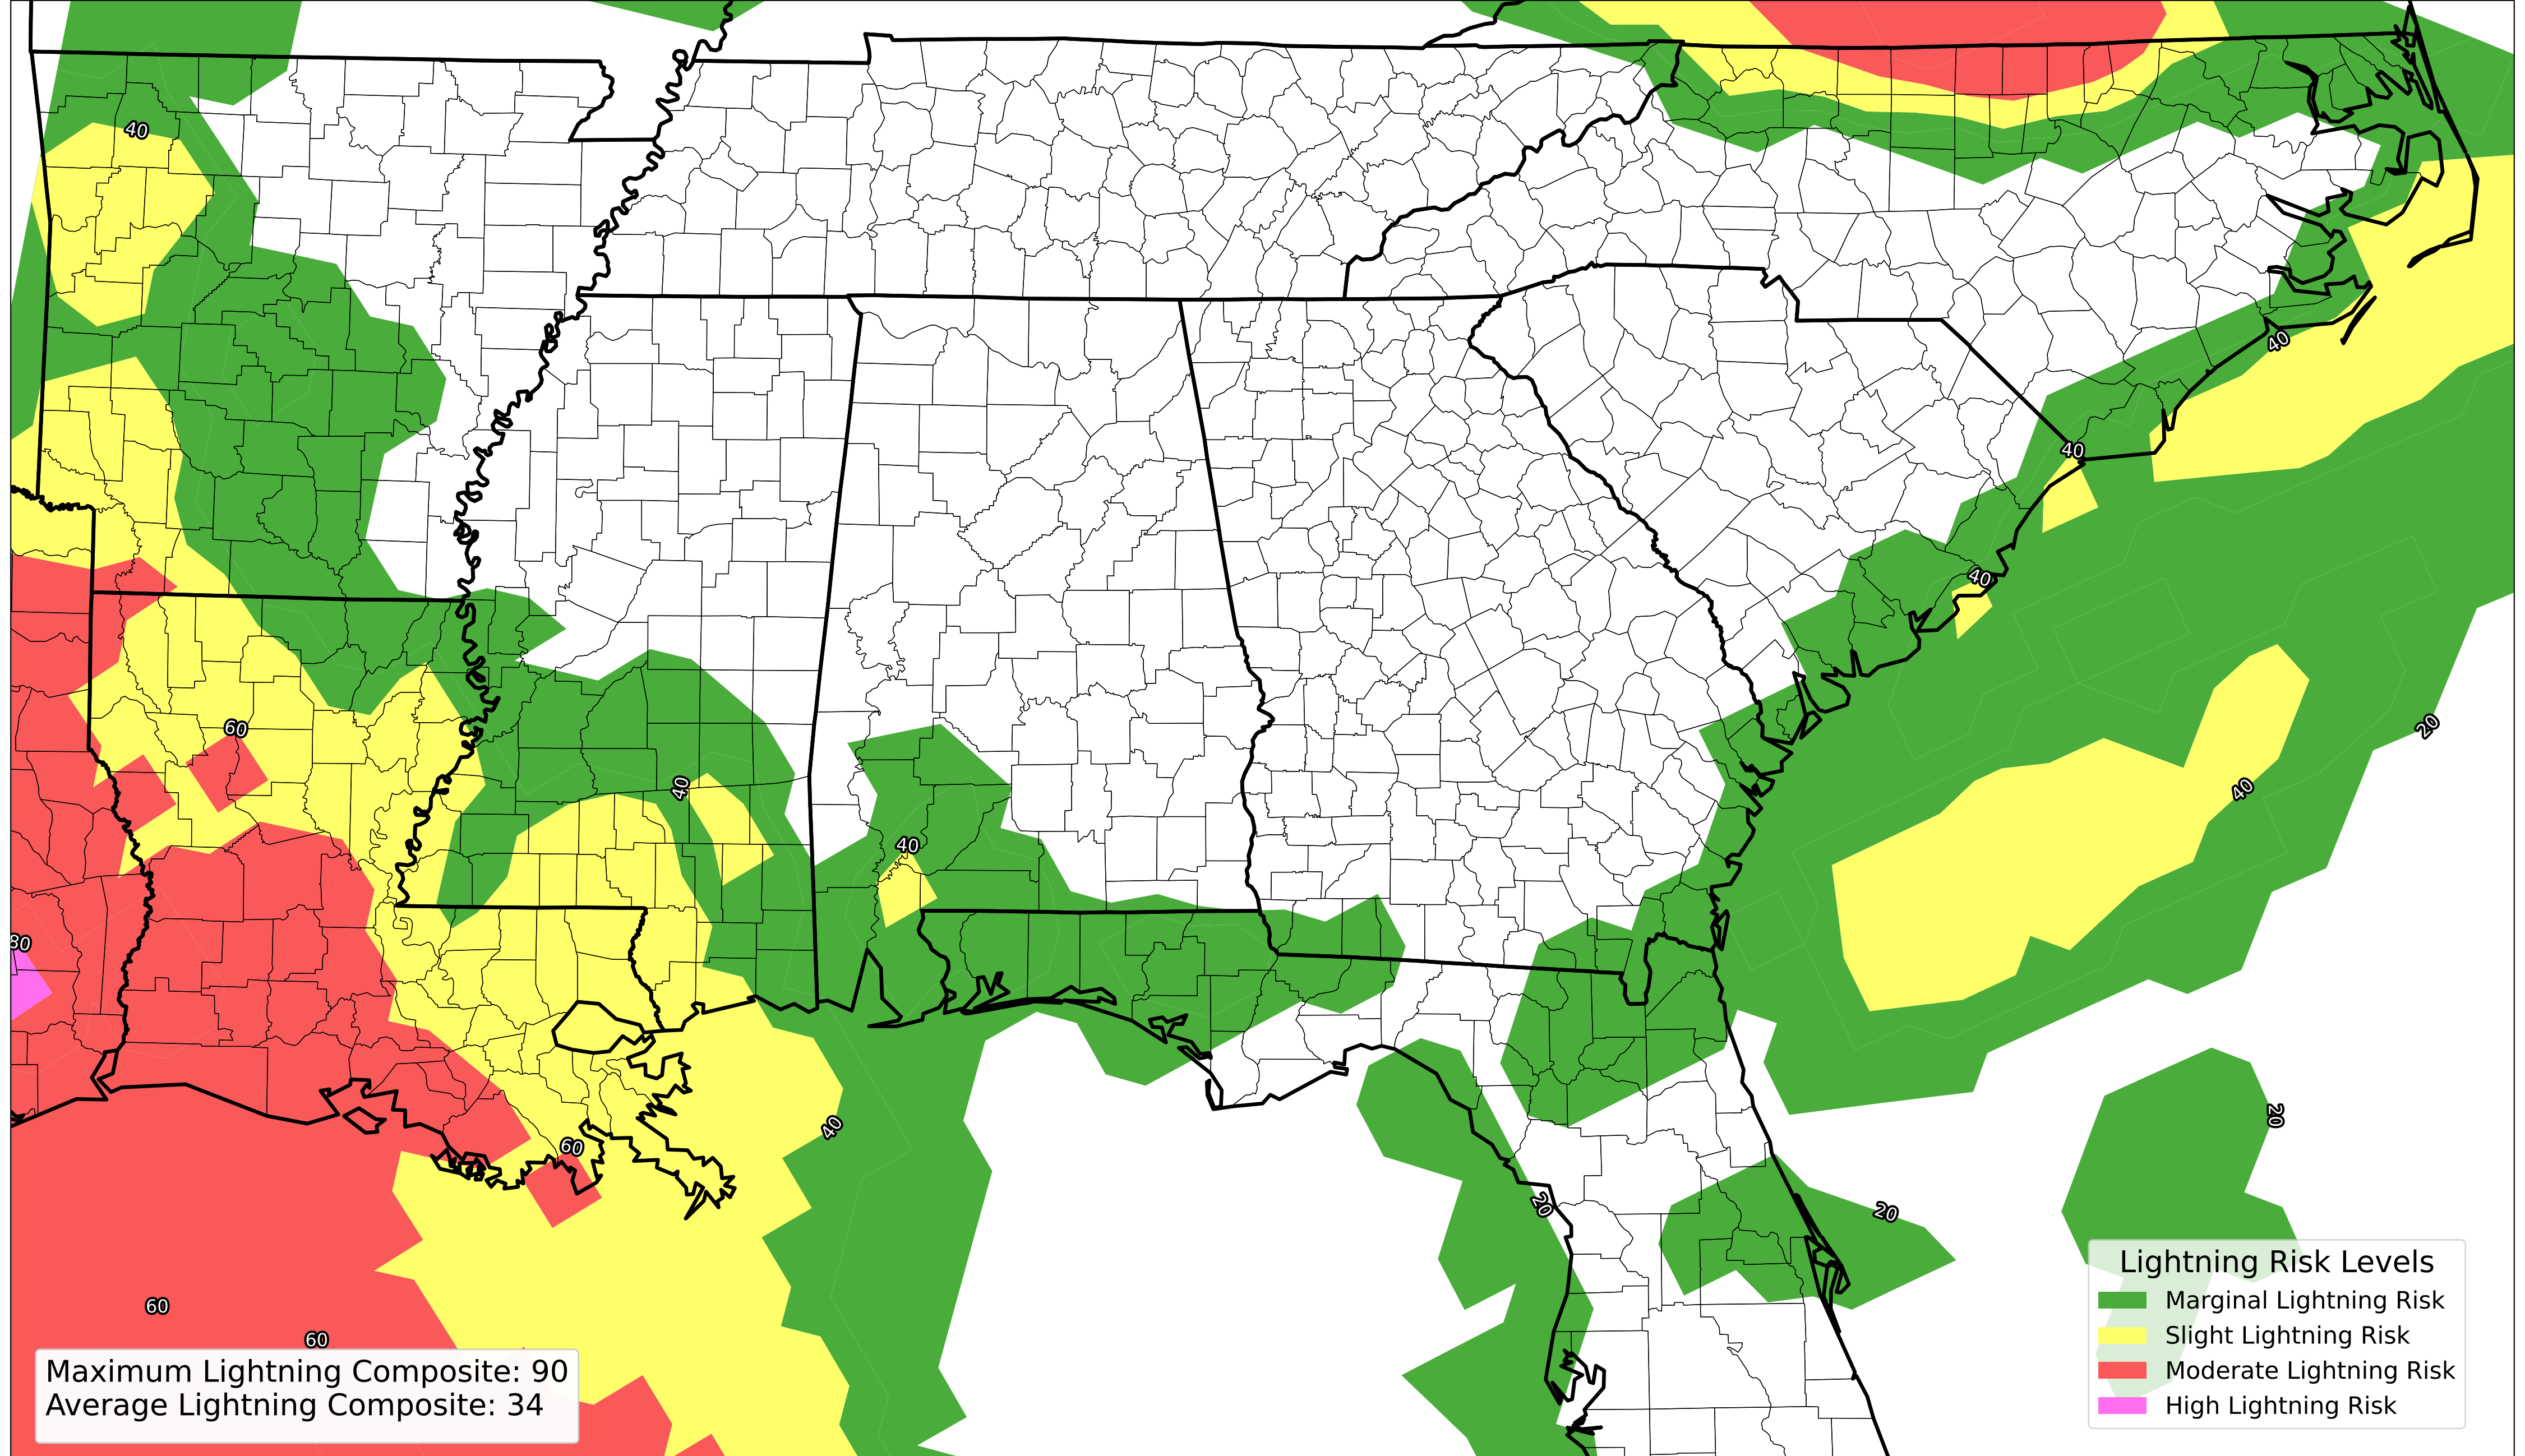 40
40
40
40
60
40
20
40
40
80
20
40
60
20
20
60
60
Lightning Risk Levels
Marginal Lightning Risk
Slight Lightning Risk
Moderate Lightning Risk
High Lightning Risk
Maximum Lightning Composite: 90
Average Lightning Composite: 34